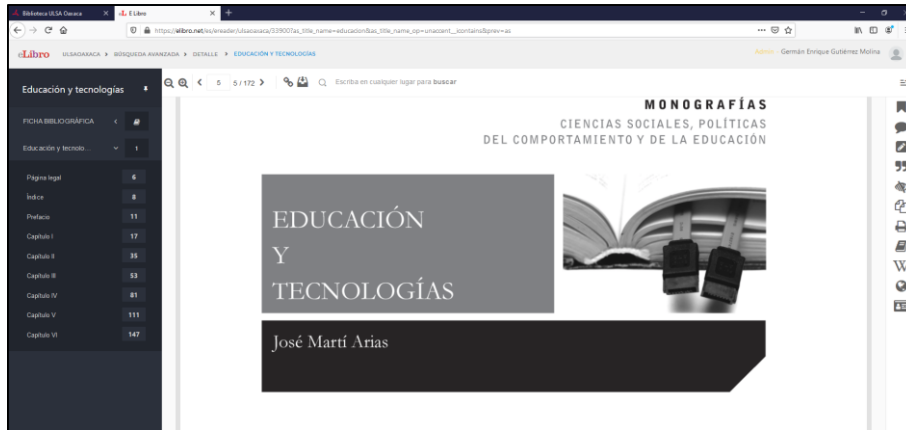 Biblioteca ULSA Oaxaca
E Libro
https://elibro.net/es/ereader/ulsaoaxaca/33900?as_title_name=educacion&as_title_name_op=unaccent__icontains&prev=as
eLibro ULSAOAXACA BÚSQUEDA AVANZADA DETALLE EDUCACIÓN Y TECNOLOGÍAS
Admin - Germán Enrique Gutiérrez Molina
Educación y tecnologías
5 5 / 172
Escriba en cualquier lugar para buscar
FICHA BIBLIOGRÁFICA
Educación y tecnolo... 1
Página legal 6
Índice 8
Prefacio 11
Capítulo I 17
Capítulo II 35
Capítulo III 53
Capítulo IV 81
Capítulo V 111
Capítulo VI 147
MONOGRAFÍAS
CIENCIAS SOCIALES, POLÍTICAS
DEL COMPORTAMIENTO Y DE LA EDUCACIÓN
EDUCACIÓN
Y
TECNOLOGÍAS
José Martí Arias
W